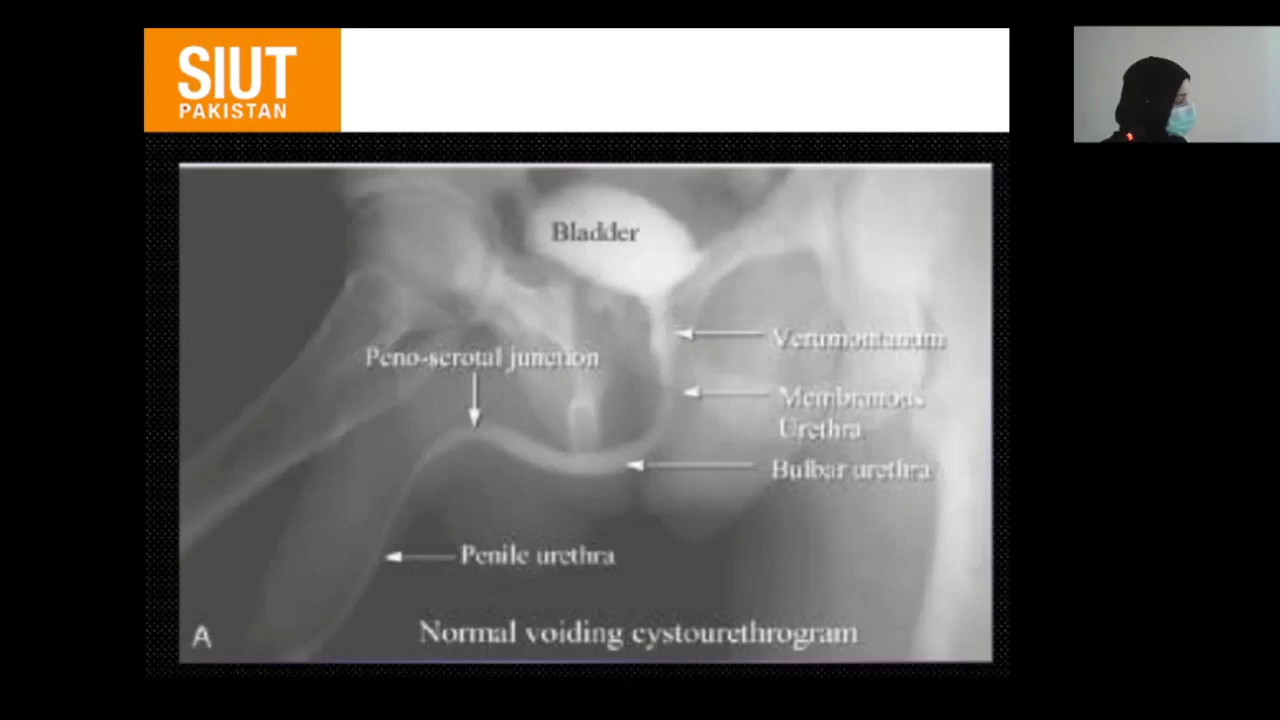 SIUT
PAKISTAN
Bladder
Verumontanum
Peno-scrotal junction
Membranous
Urethra
Bulbar urethra
Penile urethra
A
Normal voiding cystourethrogram